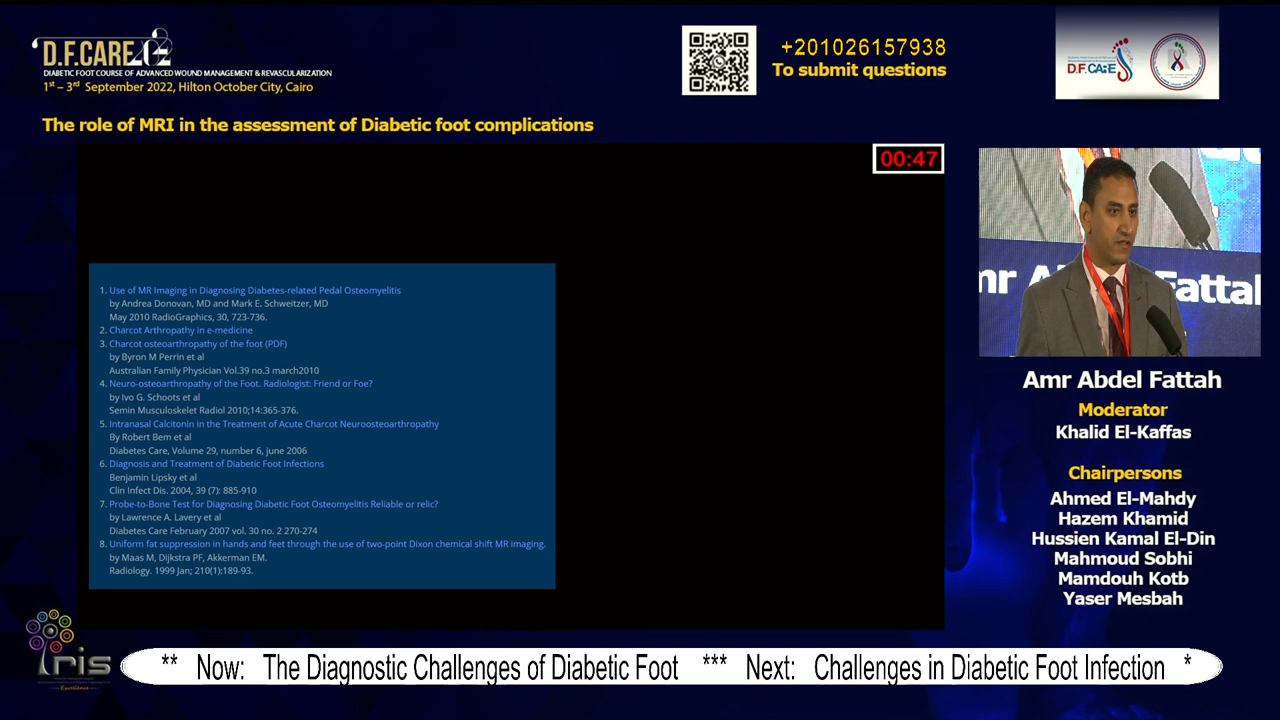 D.F.CARE
DIABETIC FOOT COURSE OF ADVANCED WOUND MANAGEMENT & REVASCULARIZATION
1st – 3rd September 2022, Hilton October City, Cairo
+201026157938
To submit questions
D.F.CARE
The role of MRI in the assessment of Diabetic foot complications
00:47
1. Use of MR Imaging in Diagnosing Diabetes-related Pedal Osteomyelitis
by Andrea Donovan, MD and Mark E. Schweitzer, MD
May 2010 RadioGraphics, 30, 723-736.
2. Charcot Arthropathy in e-medicine
3. Charcot osteoarthropathy of the foot (PDF)
by Byron M Perrin et al
Australian Family Physician Vol.39 no.3 march2010
4. Neuro-osteoarthropathy of the Foot. Radiologist: Friend or Foe?
by Ivo G. Schoots et al
Semin Musculoskelet Radiol 2010;14:365-376.
5. Intranasal Calcitonin in the Treatment of Acute Charcot Neuroosteoarthropathy
By Robert Bem et al
Diabetes Care, Volume 29, number 6, june 2006
6. Diagnosis and Treatment of Diabetic Foot Infections
Benjamin Lipsky et al
Clin Infect Dis. 2004, 39 (7): 885-910
7. Probe-to-Bone Test for Diagnosing Diabetic Foot Osteomyelitis Reliable or relic?
by Lawrence A. Lavery et al
Diabetes Care February 2007 vol. 30 no. 2 270-274
8. Uniform fat suppression in hands and feet through the use of two-point Dixon chemical shift MR imaging.
by Maas M, Dijkstra PF, Akkerman EM.
Radiology. 1999 Jan; 210(1):189-93.
Fattah
Amr Abdel Fattah
Moderator
Khalid El-Kaffas
Chairpersons
Ahmed El-Mahdy
Hazem Khamid
Hussien Kamal El-Din
Mahmoud Sobhi
Mamdouh Kotb
Yaser Mesbah
iris
Excellence
** Now: The Diagnostic Challenges of Diabetic Foot *** Next: Challenges in Diabetic Foot Infection *